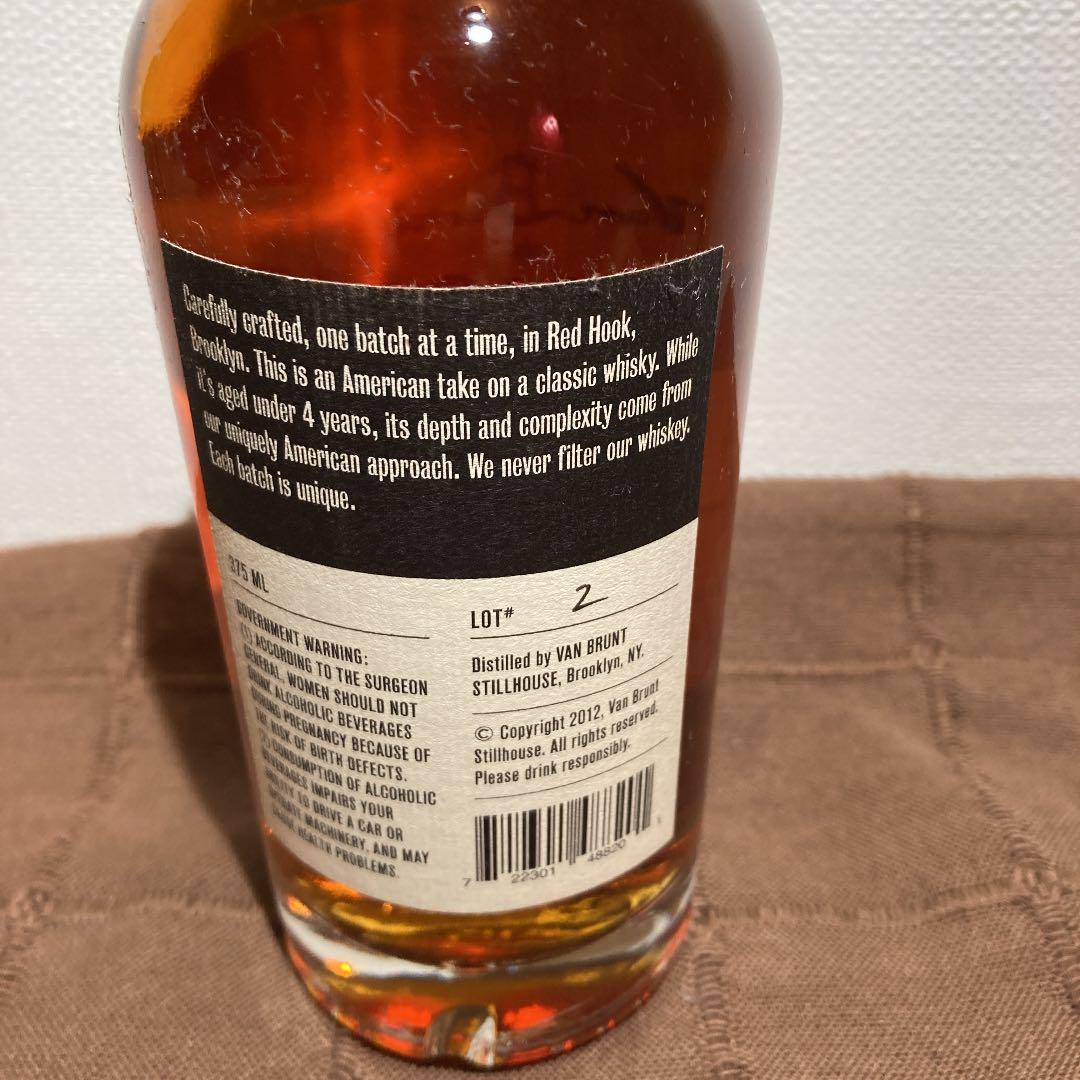 Carefully crafted, one batch at a time, in Red Hook,
Brooklyn. This is an American take on a classic whisky. While
it's aged under 4 years, its depth and complexity come from
our uniquely American approach. We never filter our whiskey.
Each batch is unique.
375 ML
GOVERNMENT WARNING:
(1) ACCORDING TO THE SURGEON
GENERAL, WOMEN SHOULD NOT
DRINK ALCOHOLIC BEVERAGES
DURING PREGNANCY BECAUSE OF
THE RISK OF BIRTH DEFECTS.
(2) CONSUMPTION OF ALCOHOLIC
BEVERAGES IMPAIRS YOUR
ABILITY TO DRIVE A CAR OR
OPERATE MACHINERY, AND MAY
CAUSE HEALTH PROBLEMS.
LOT# 2
Distilled by VAN BRUNT
STILLHOUSE, Brooklyn, NY.
© Copyright 2012, Van Brunt
Stillhouse. All rights reserved.
Please drink responsibly.
7 22301 48820 1